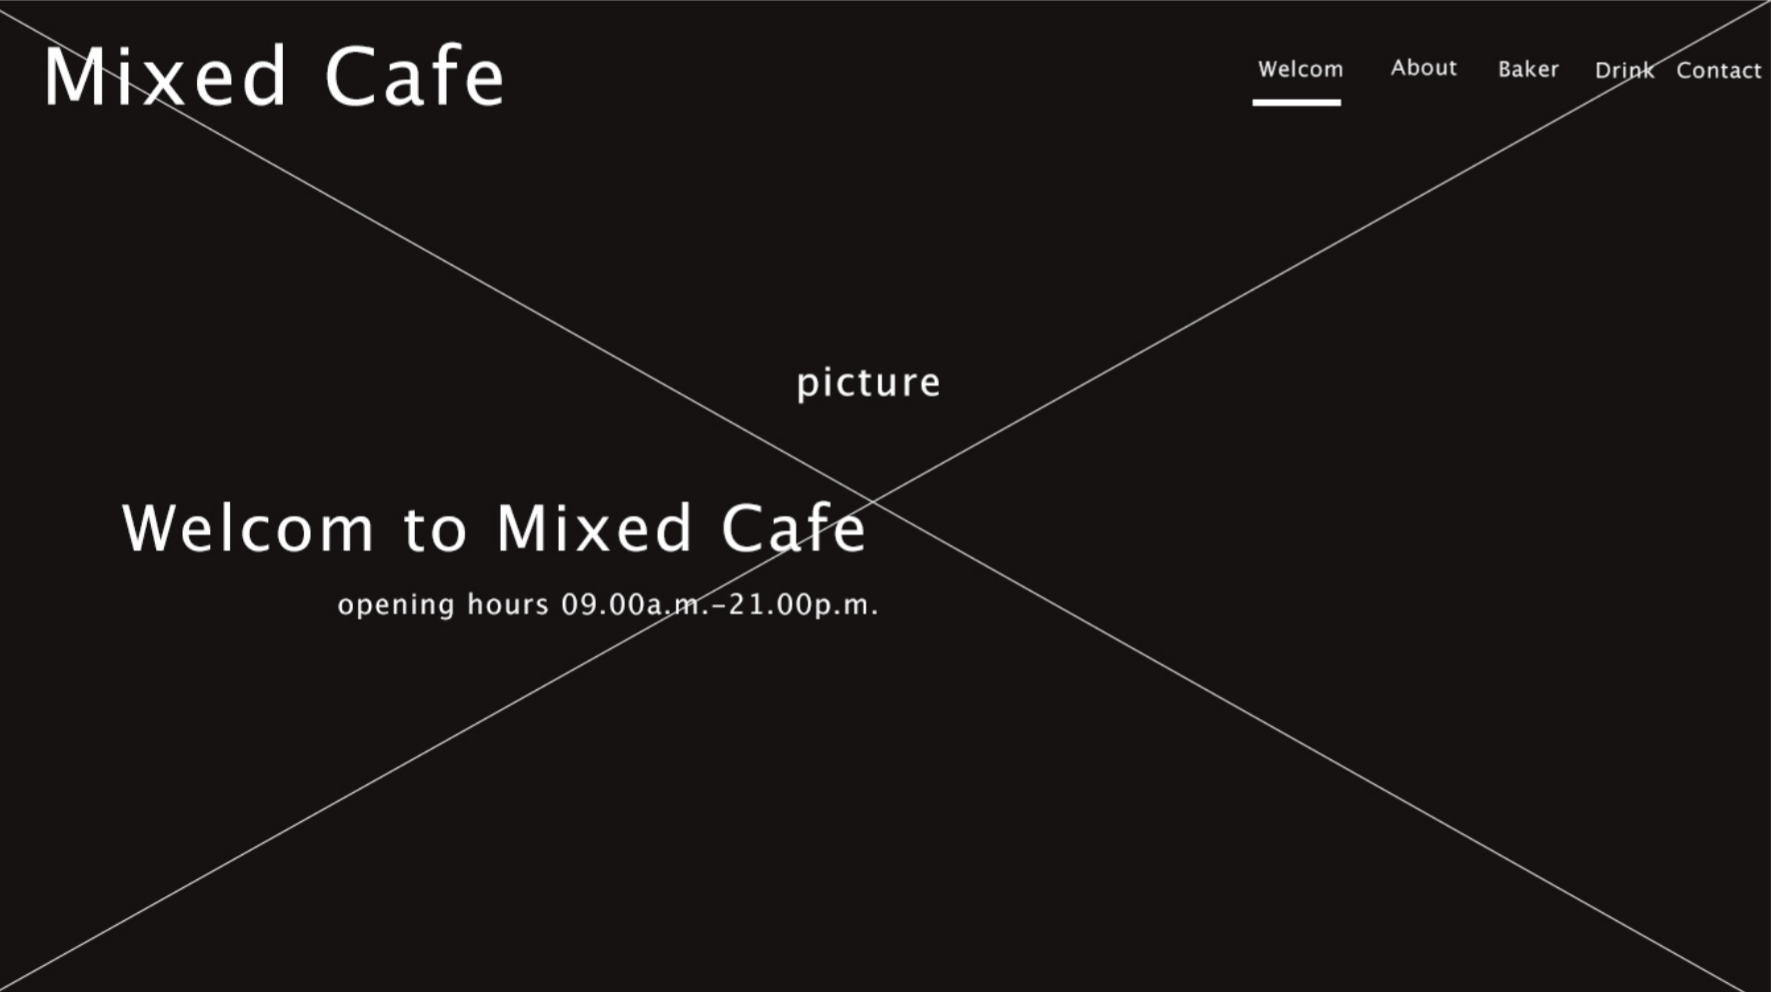 Mixed Cafe
Welcom About Baker Drink Contact
picture
Welcom to Mixed Cafe
opening hours 09.00a.m.–21.00p.m.